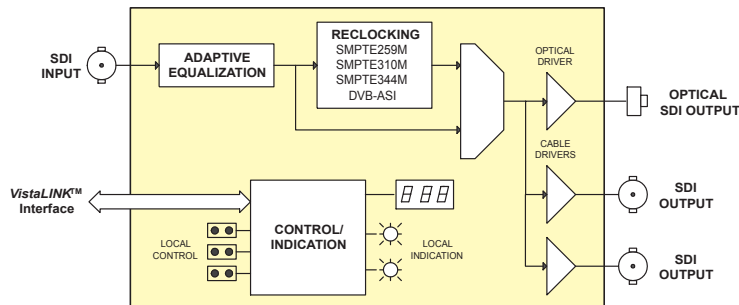 SDI
INPUT
ADAPTIVE
EQUALIZATION
RECLOCKING
SMPTE259M
SMPTE310M
SMPTE344M
DVB-ASI
OPTICAL
DRIVER
OPTICAL
SDI OUTPUT
CABLE
DRIVERS
SDI
OUTPUT
SDI
OUTPUT
VistaLINK™
Interface
LOCAL
CONTROL
CONTROL/
INDICATION
888
LOCAL
INDICATION